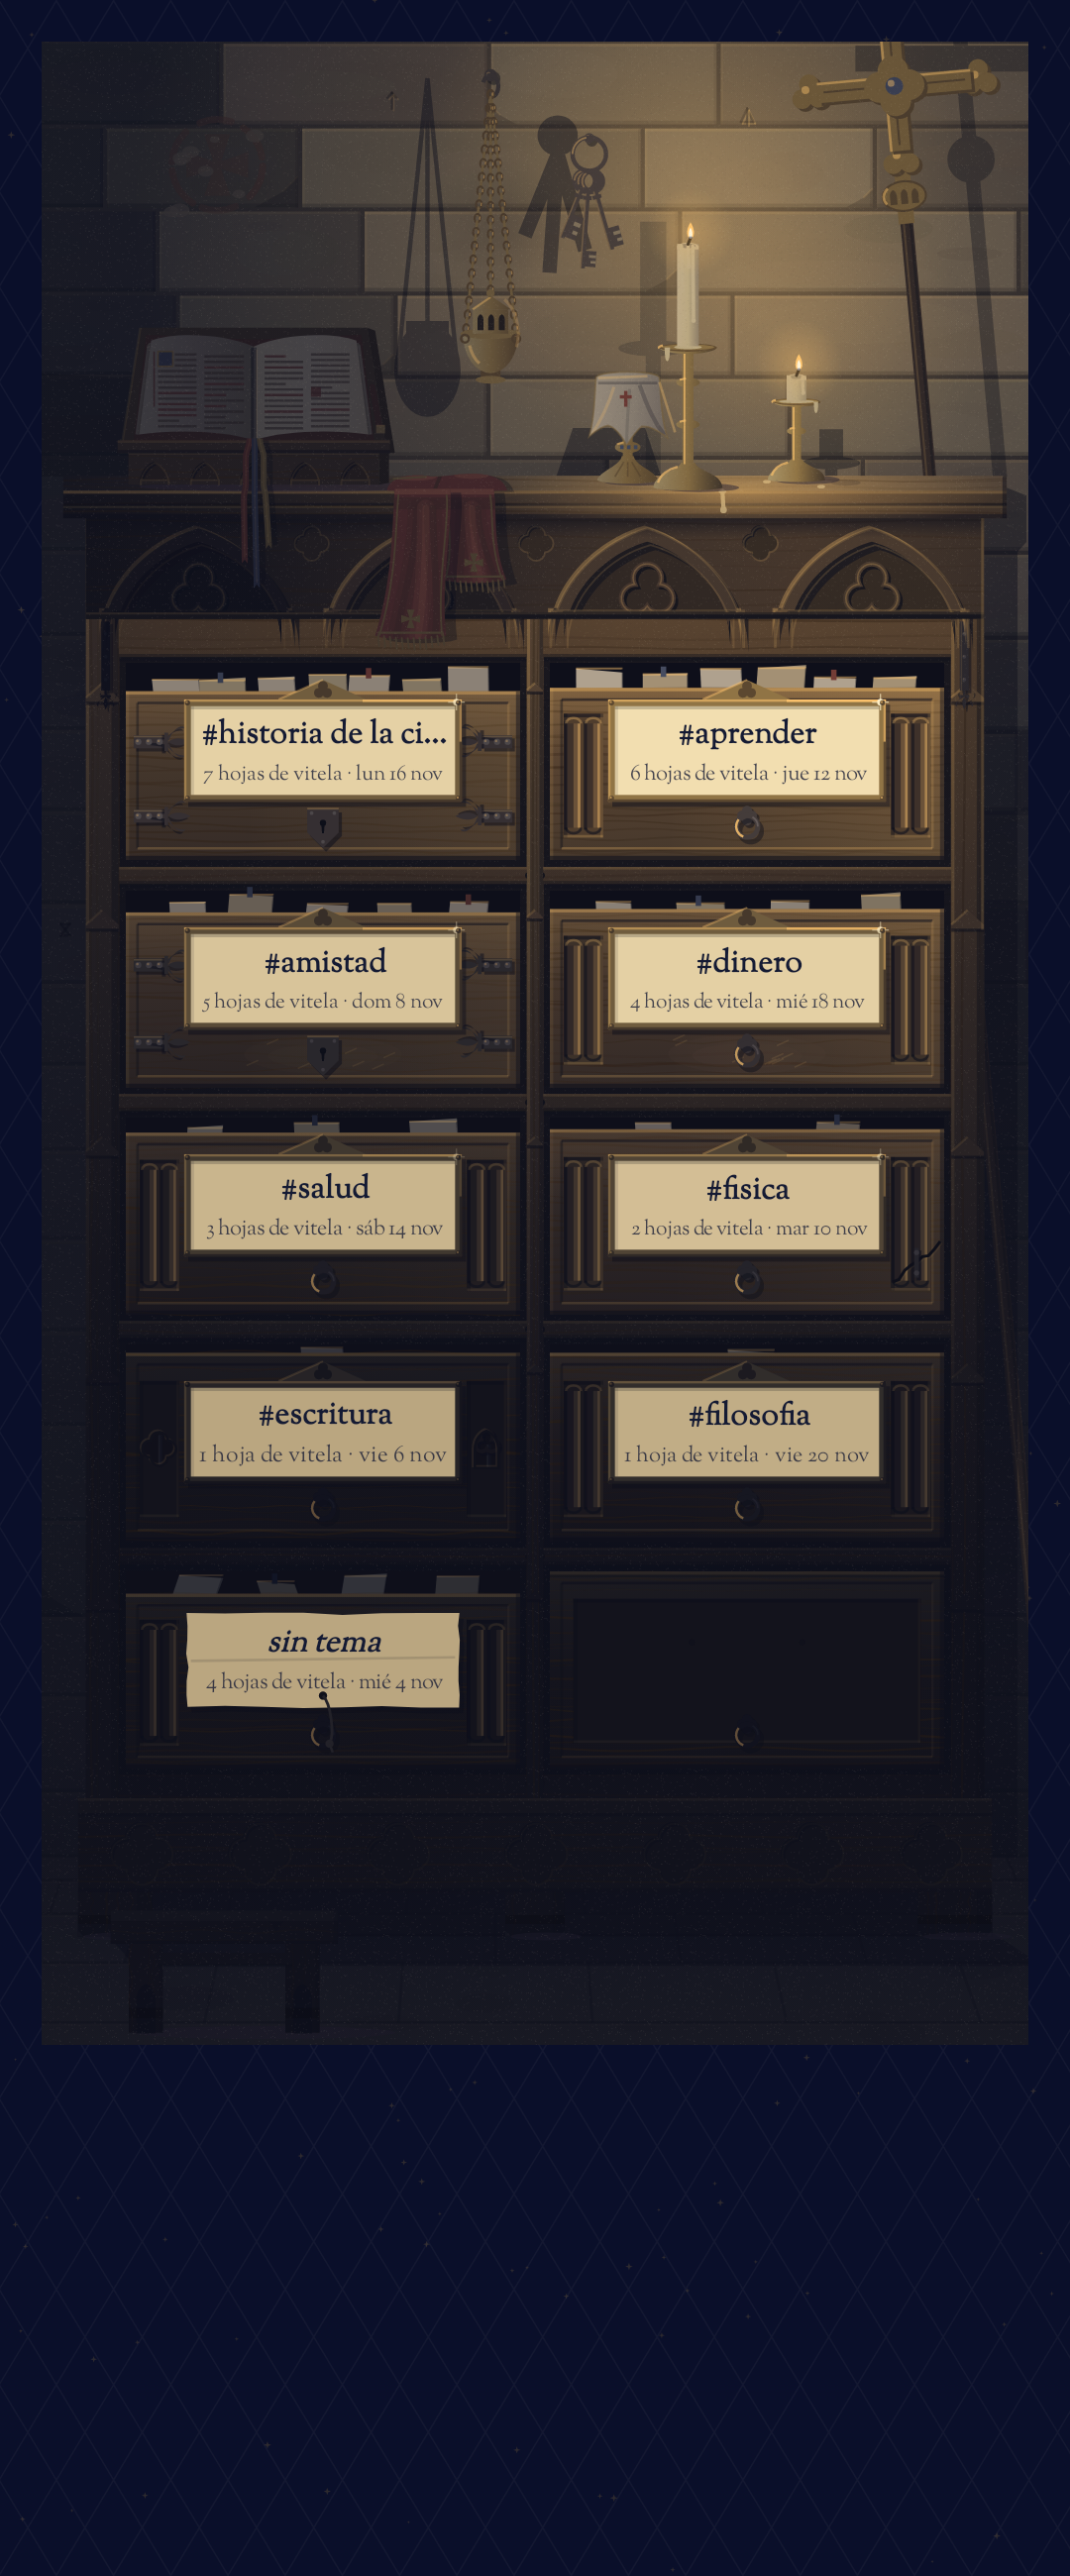 #historia de la ci...
7 hojas de vitela · lun 16 nov
#aprender
6 hojas de vitela · jue 12 nov
#amistad
5 hojas de vitela · dom 8 nov
#dinero
4 hojas de vitela · mié 18 nov
#salud
3 hojas de vitela · sáb 14 nov
#fisica
2 hojas de vitela · mar 10 nov
#escritura
1 hoja de vitela · vie 6 nov
#filosofia
1 hoja de vitela · vie 20 nov
sin tema
4 hojas de vitela · mié 4 nov